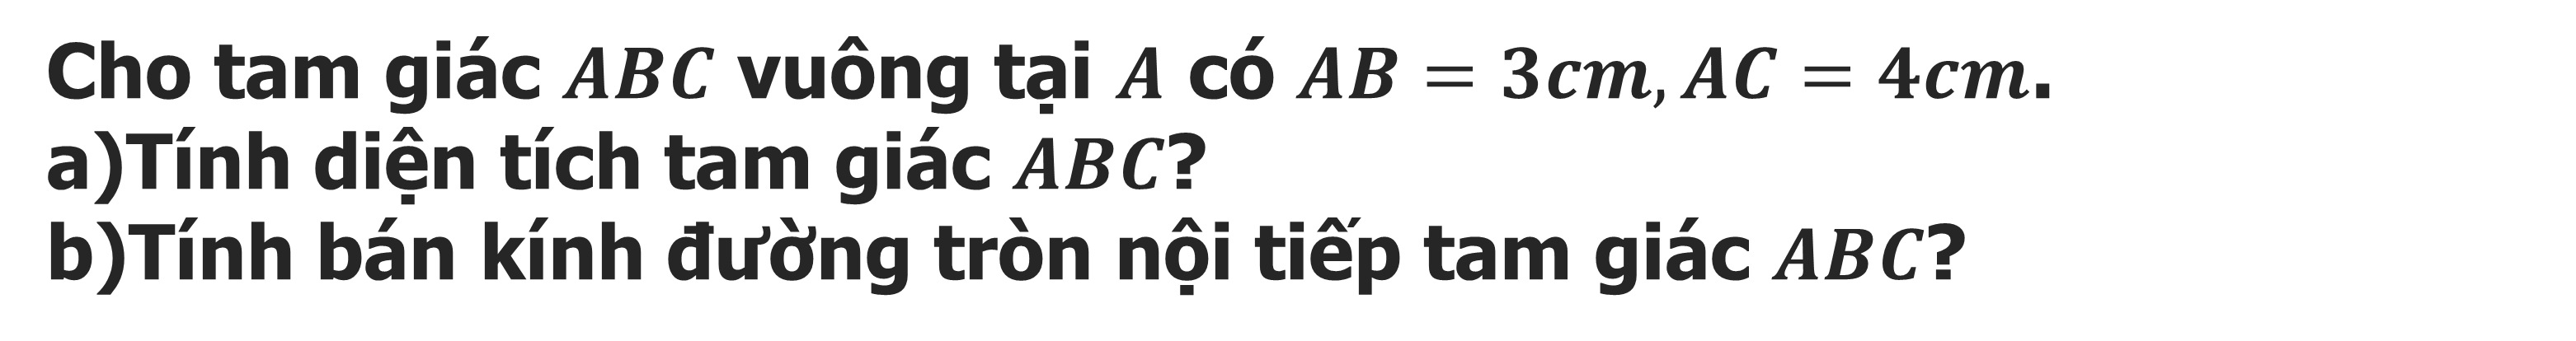 Cho tam giác ABC vuông tại A có AB = 3cm, AC = 4cm.
a)Tính diện tích tam giác ABC?
b)Tính bán kính đường tròn nội tiếp tam giác ABC?